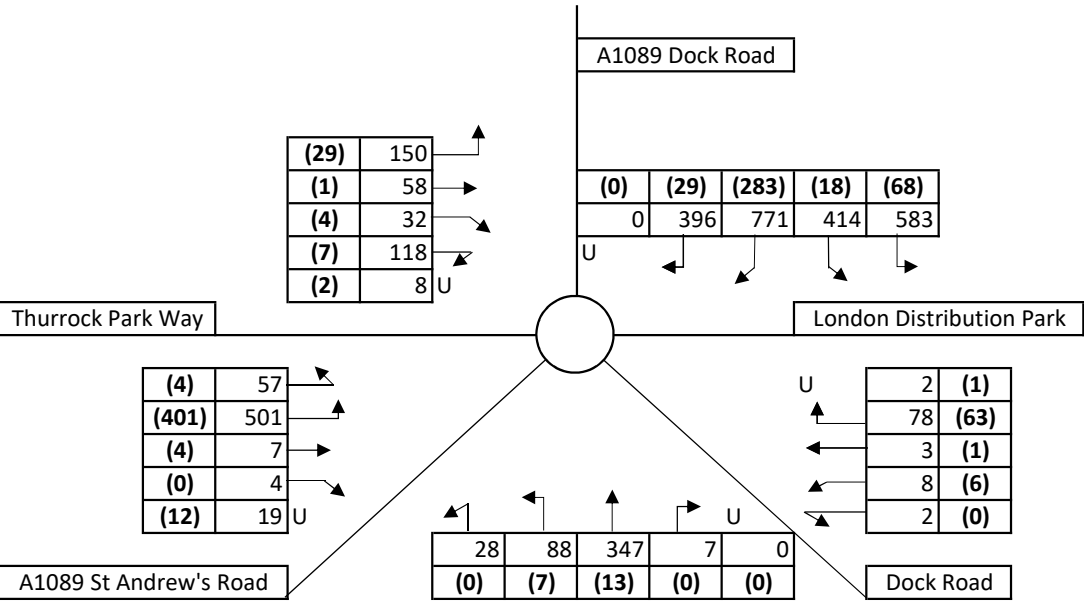 A1089 Dock Road
(29) 150
(1) 58
(4) 32
(7) 118
(2) 8 U
(0) (29) (283) (18) (68)
0 396 771 414 583
U
Thurrock Park Way
London Distribution Park
(4) 57
(401) 501
(4) 7
(0) 4
(12) 19 U
U 2 (1)
78 (63)
3 (1)
8 (6)
2 (0)
U
28 88 347 7 0
(0) (7) (13) (0) (0)
A1089 St Andrew's Road
Dock Road